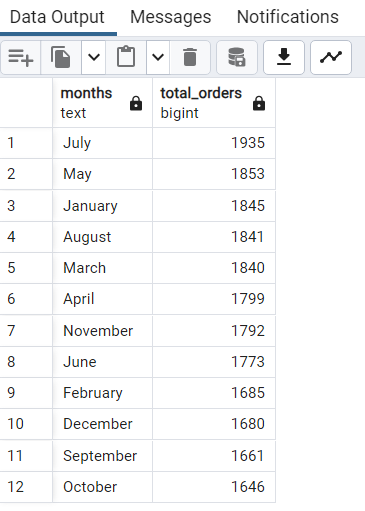 Data Output Messages Notifications
months total_orders
text bigint
1 July 1935
2 May 1853
3 January 1845
4 August 1841
5 March 1840
6 April 1799
7 November 1792
8 June 1773
9 February 1685
10 December 1680
11 September 1661
12 October 1646